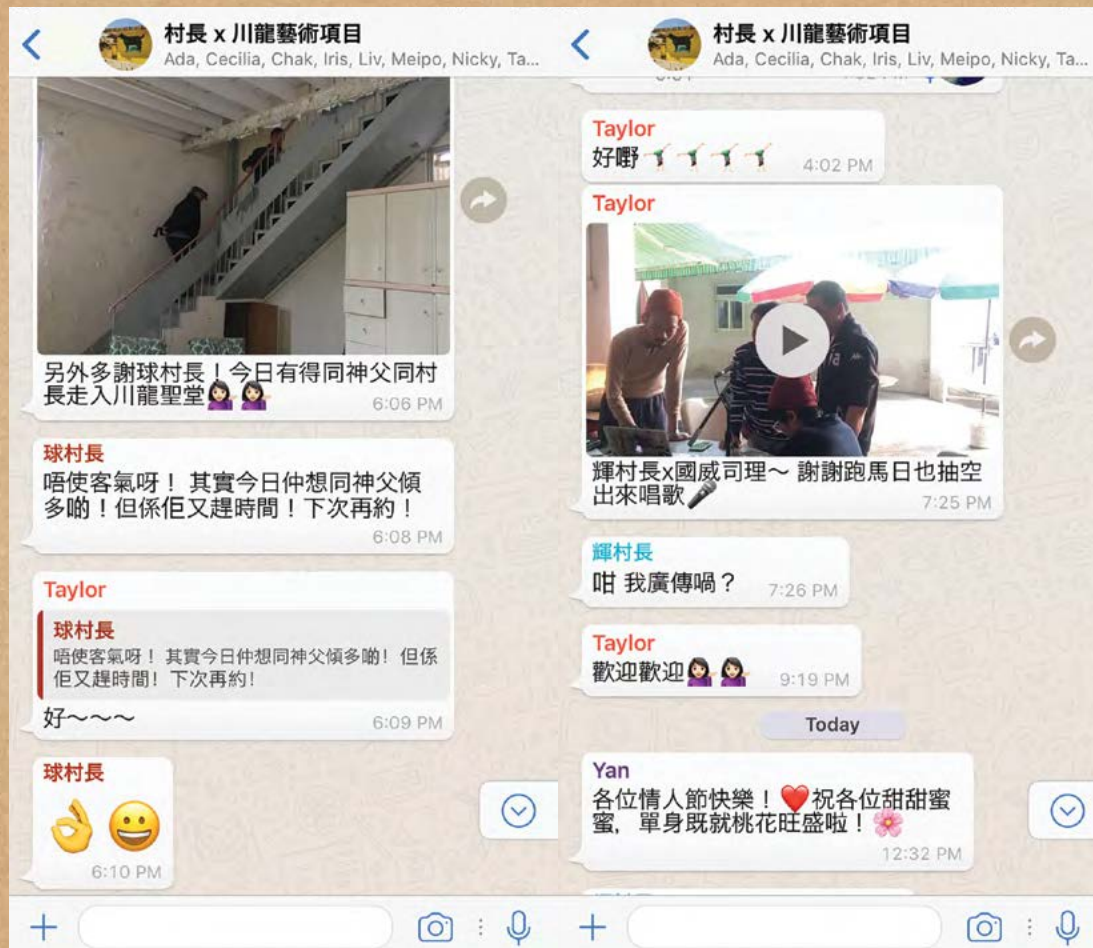 村長 x 川龍藝術項目
Ada, Cecilia, Chak, Iris, Liv, Meipo, Nicky, Ta...
另外多謝球村長！今日有得同神父同村
長走入川龍聖堂💁🏻‍♀️💁🏻‍♀️
6:06 PM
球村長
唔使客氣呀！ 其實今日仲想同神父傾
多啲！但係佢又趕時間！下次再約！
6:08 PM
Taylor
球村長
唔使客氣呀！ 其實今日仲想同神父傾多啲！但係
佢又趕時間！下次再約！
好～～～
6:09 PM
球村長
👌😀
6:10 PM
村長 x 川龍藝術項目
Ada, Cecilia, Chak, Iris, Liv, Meipo, Nicky, Ta...
Taylor
好嘢🤸🏻‍♂️🤸🏻‍♂️🤸🏻‍♂️🤸🏻‍♂️ 4:02 PM
Taylor
輝村長x國威司理～ 謝謝跑馬日也抽空
出來唱歌🎤
7:25 PM
輝村長
咁 我廣傳喎？ 7:26 PM
Taylor
歡迎歡迎💁🏻‍♀️💁🏻‍♀️ 9:19 PM
Today
Yan
各位情人節快樂！❤️祝各位甜甜蜜
蜜，單身既就桃花旺盛啦！🌸
12:32 PM